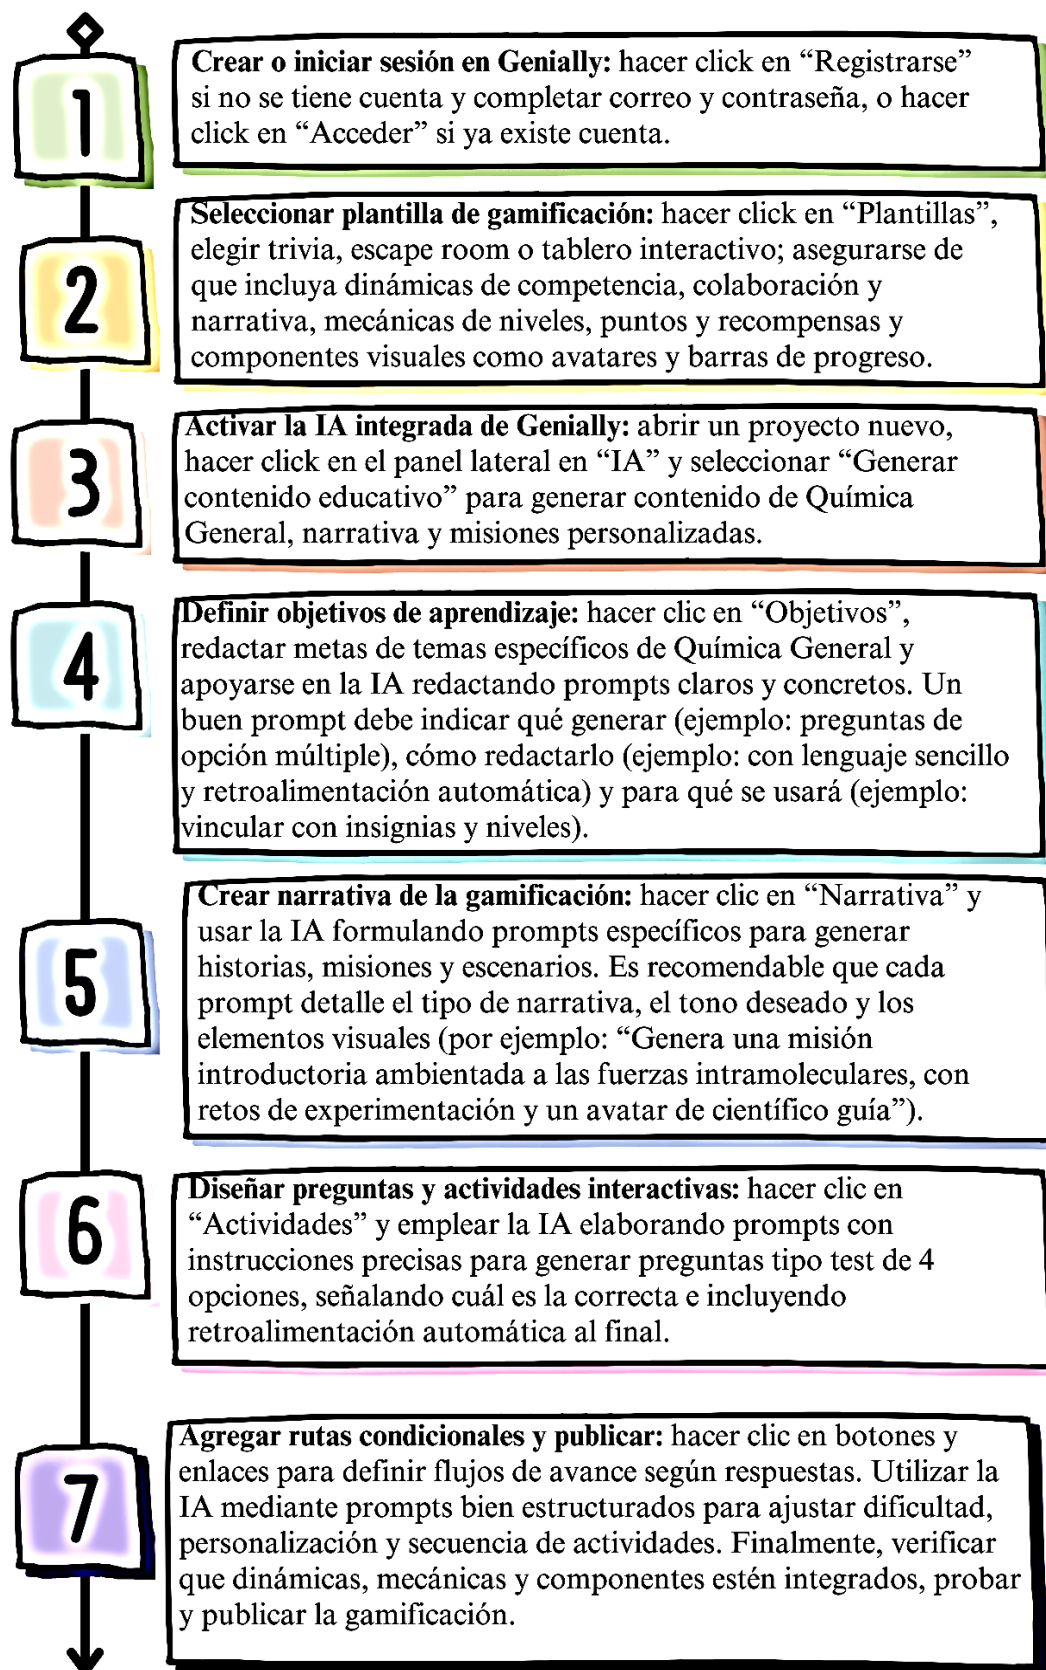 1
Crear o iniciar sesión en Genially: hacer click en “Registrarse”
si no se tiene cuenta y completar correo y contraseña, o hacer
click en “Acceder” si ya existe cuenta.
2
Seleccionar plantilla de gamificación: hacer click en “Plantillas”,
elegir trivia, escape room o tablero interactivo; asegurarse de
que incluya dinámicas de competencia, colaboración y
narrativa, mecánicas de niveles, puntos y recompensas y
componentes visuales como avatares y barras de progreso.
3
Activar la IA integrada de Genially: abrir un proyecto nuevo,
hacer click en el panel lateral en “IA” y seleccionar “Generar
contenido educativo” para generar contenido de Química
General, narrativa y misiones personalizadas.
4
Definir objetivos de aprendizaje: hacer clic en “Objetivos”,
redactar metas de temas específicos de Química General y
apoyarse en la IA redactando prompts claros y concretos. Un
buen prompt debe indicar qué generar (ejemplo: preguntas de
opción múltiple), cómo redactarlo (ejemplo: con lenguaje sencillo
y retroalimentación automática) y para qué se usará (ejemplo:
vincular con insignias y niveles).
5
Crear narrativa de la gamificación: hacer clic en “Narrativa” y
usar la IA formulando prompts específicos para generar
historias, misiones y escenarios. Es recomendable que cada
prompt detalle el tipo de narrativa, el tono deseado y los
elementos visuales (por ejemplo: “Genera una misión
introductoria ambientada a las fuerzas intramoleculares, con
retos de experimentación y un avatar de científico guía”).
6
Diseñar preguntas y actividades interactivas: hacer clic en
“Actividades” y emplear la IA elaborando prompts con
instrucciones precisas para generar preguntas tipo test de 4
opciones, señalando cuál es la correcta e incluyendo
retroalimentación automática al final.
7
Agregar rutas condicionales y publicar: hacer clic en botones y
enlaces para definir flujos de avance según respuestas. Utilizar la
IA mediante prompts bien estructurados para ajustar dificultad,
personalización y secuencia de actividades. Finalmente, verificar
que dinámicas, mecánicas y componentes estén integrados, probar
y publicar la gamificación.